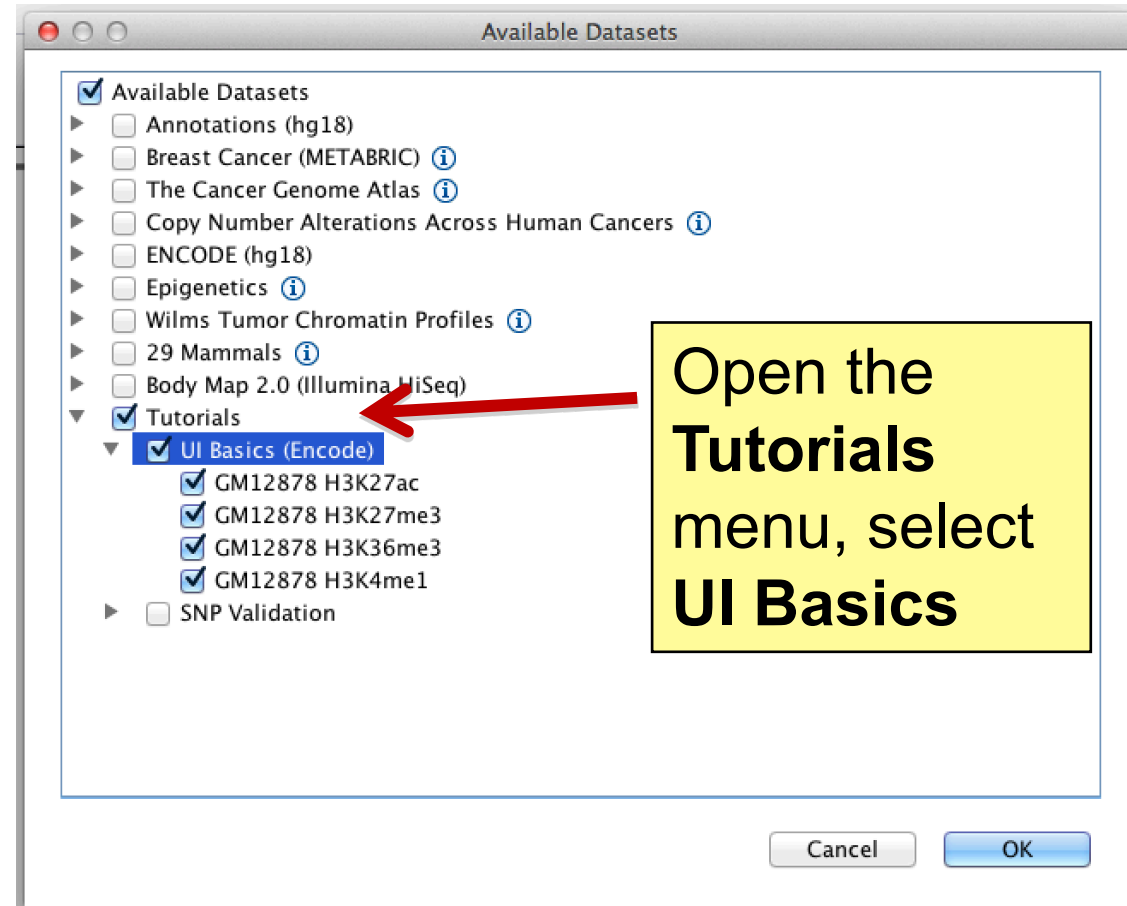 Available Datasets
Available Datasets
Annotations (hg18)
Breast Cancer (METABRIC)
The Cancer Genome Atlas
Copy Number Alterations Across Human Cancers
ENCODE (hg18)
Epigenetics
Wilms Tumor Chromatin Profiles
29 Mammals
Body Map 2.0 (Illumina HiSeq)
Tutorials
UI Basics (Encode)
GM12878 H3K27ac
GM12878 H3K27me3
GM12878 H3K36me3
GM12878 H3K4me1
SNP Validation
Open the
Tutorials
menu, select
UI Basics
Cancel
OK